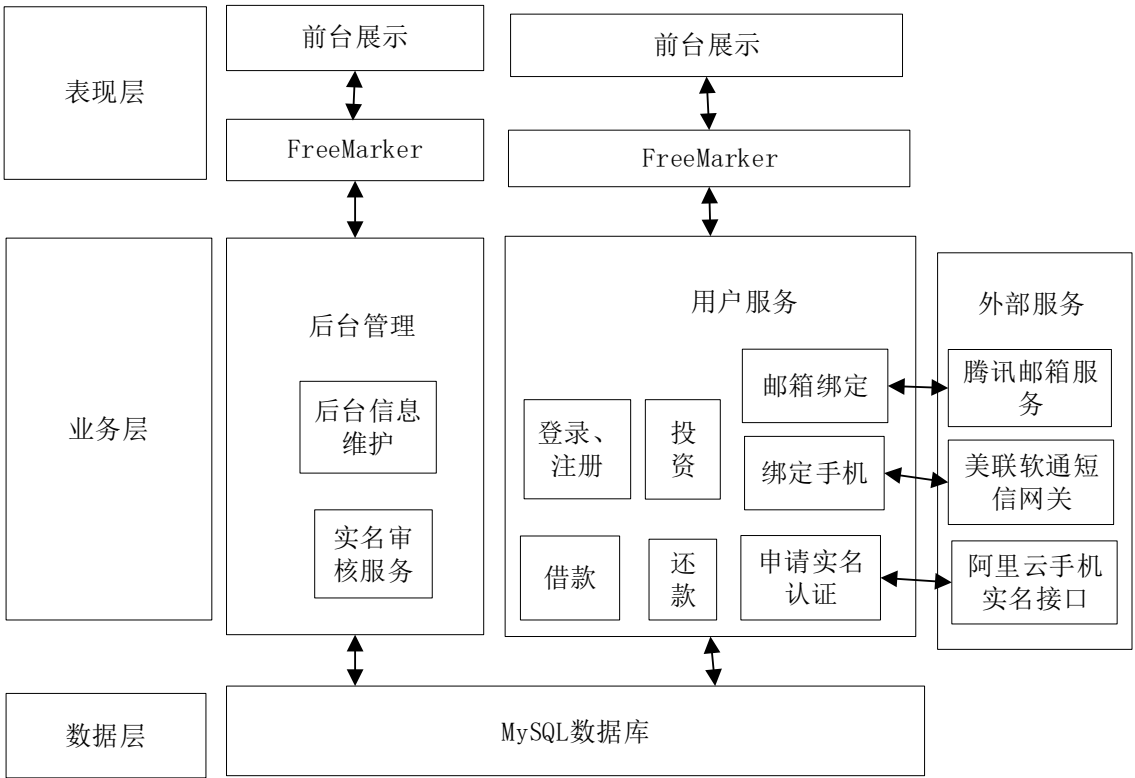 前台展示
前台展示
表现层
FreeMarker
FreeMarker
用户服务
外部服务
后台管理
邮箱绑定
腾讯邮箱服
务
业务层
后台信息
维护
登录、
注册
投
资
绑定手机
美联软通短
信网关
实名审
核服务
借款
还
款
申请实名
认证
阿里云手机
实名接口
数据层
MySQL数据库